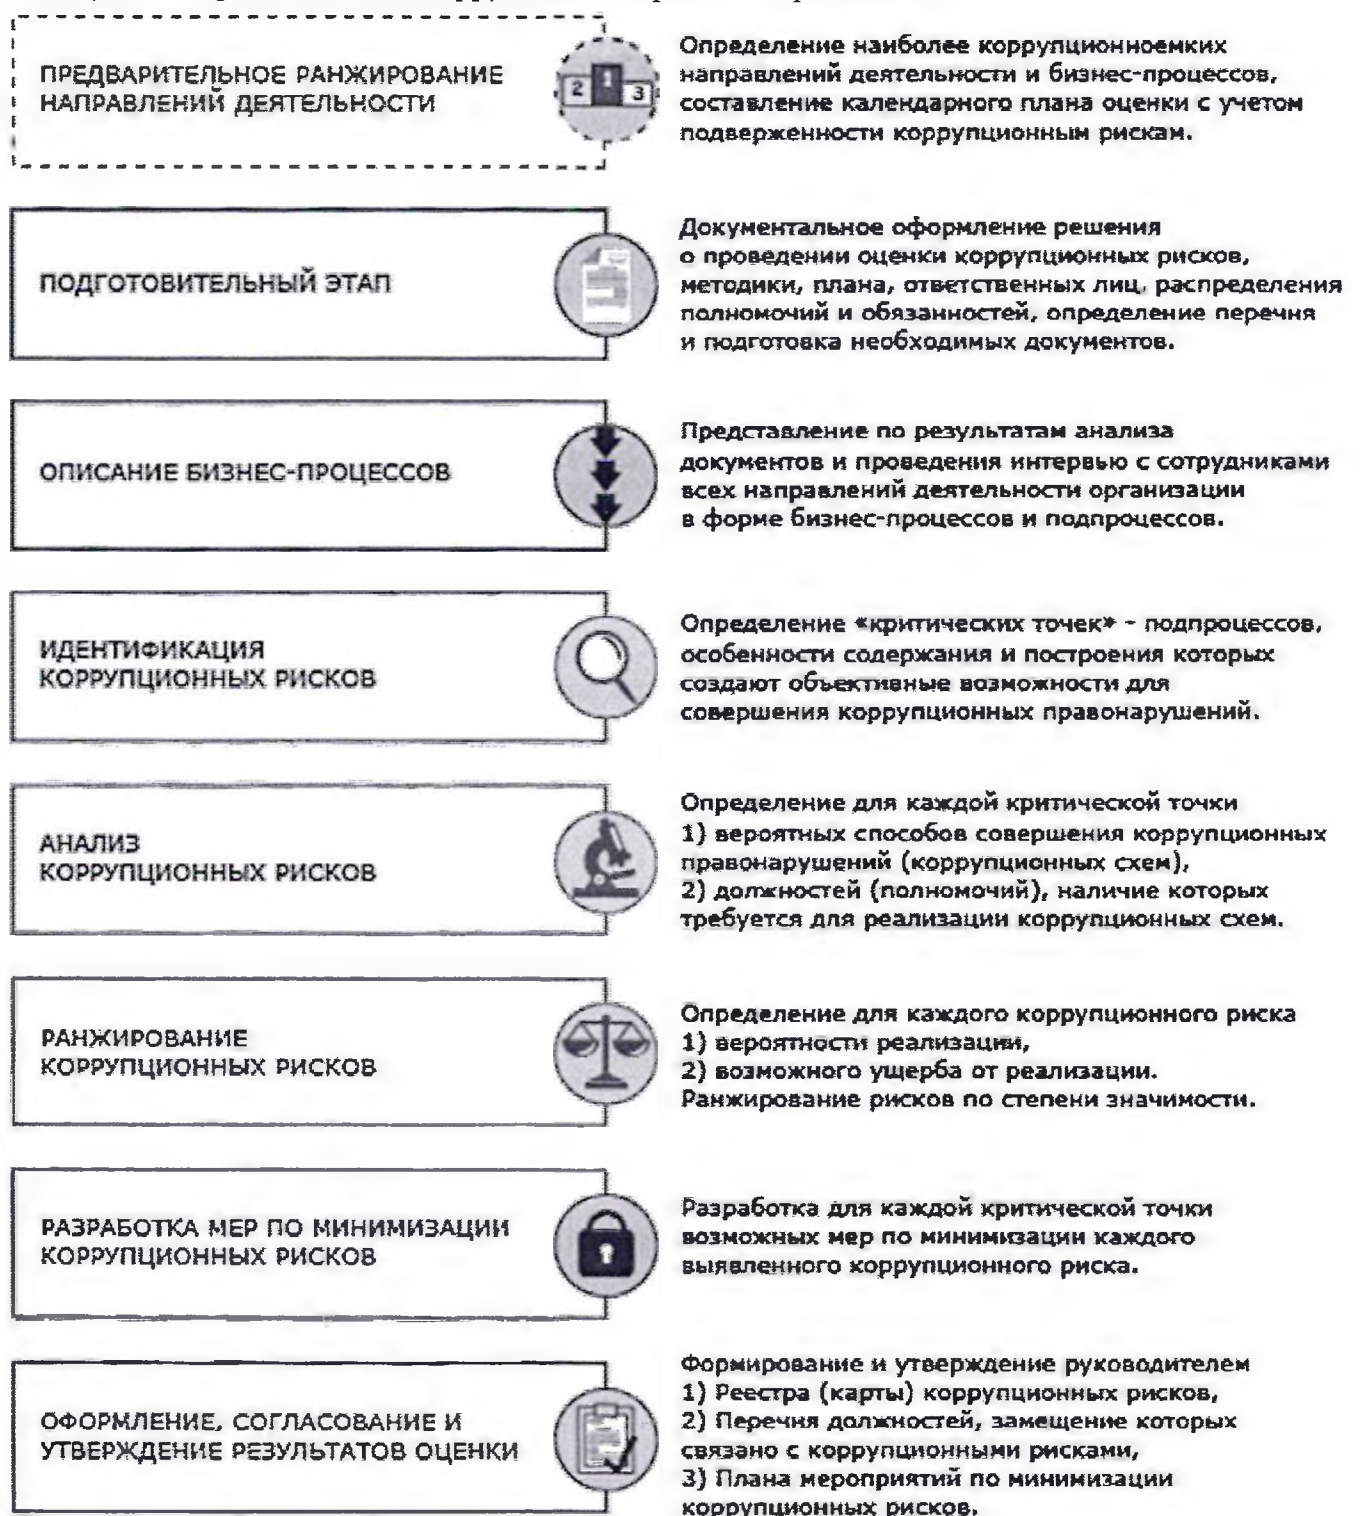 ПРЕДВАРИТЕЛЬНОЕ РАНЖИРОВАНИЕ
НАПРАВЛЕНИЙ ДЕЯТЕЛЬНОСТИ
2 1 3
Определение наиболее коррупционноемких
направлений деятельности и бизнес-процессов,
составление календарного плана оценки с учетом
подверженности коррупционным рискам.
ПОДГОТОВИТЕЛЬНЫЙ ЭТАП
Документальное оформление решения
о проведении оценки коррупционных рисков,
методики, плана, ответственных лиц, распределения
полномочий и обязанностей, определение перечня
и подготовка необходимых документов.
ОПИСАНИЕ БИЗНЕС-ПРОЦЕССОВ
Представление по результатам анализа
документов и проведения интервью с сотрудниками
всех направлений деятельности организации
в форме бизнес-процессов и подпроцессов.
ИДЕНТИФИКАЦИЯ
КОРРУПЦИОННЫХ РИСКОВ
Определение «критических точек» - подпроцессов,
особенности содержания и построения которых
создают объективные возможности для
совершения коррупционных правонарушений.
АНАЛИЗ
КОРРУПЦИОННЫХ РИСКОВ
Определение для каждой критической точки
1) вероятных способов совершения коррупционных
правонарушений (коррупционных схем),
2) должностей (полномочий), наличие которых
требуется для реализации коррупционных схем.
РАНЖИРОВАНИЕ
КОРРУПЦИОННЫХ РИСКОВ
Определение для каждого коррупционного риска
1) вероятности реализации,
2) возможного ущерба от реализации.
Ранжирование рисков по степени значимости.
РАЗРАБОТКА МЕР ПО МИНИМИЗАЦИИ
КОРРУПЦИОННЫХ РИСКОВ
Разработка для каждой критической точки
возможных мер по минимизации каждого
выявленного коррупционного риска.
ОФОРМЛЕНИЕ, СОГЛАСОВАНИЕ И
УТВЕРЖДЕНИЕ РЕЗУЛЬТАТОВ ОЦЕНКИ
Формирование и утверждение руководителем
1) Реестра (карты) коррупционных рисков,
2) Перечня должностей, замещение которых
связано с коррупционными рисками,
3) Плана мероприятий по минимизации
коррупционных рисков.